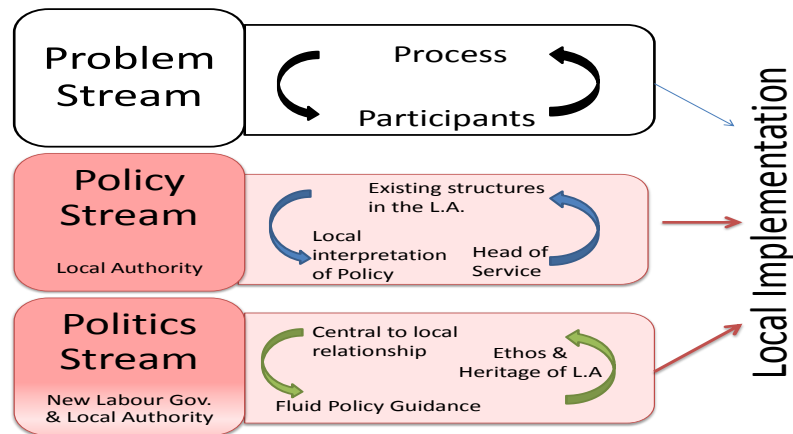 Problem
Stream
Process
Participants
Policy
Stream
Local Authority
Existing structures
in the L.A.
Local
interpretation
of Policy
Head of
Service
Politics
Stream
New Labour Gov.
& Local Authority
Central to local
relationship
Ethos &
Heritage of L.A
Fluid Policy Guidance
Local Implementation